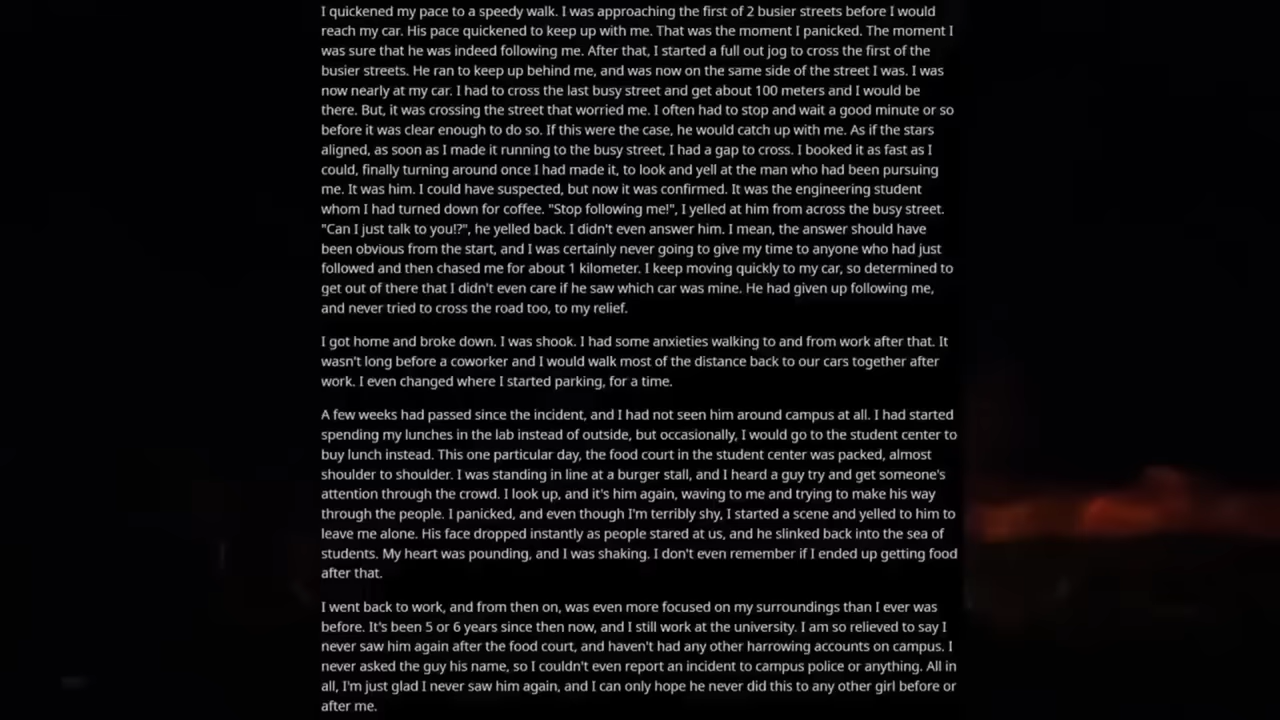 I quickened my pace to a speedy walk. I was approaching the first of 2 busier streets before I would
reach my car. His pace quickened to keep up with me. That was the moment I panicked. The moment I
was sure that he was indeed following me. After that, I started a full out jog to cross the first of the
busier streets. He ran to keep up behind me, and was now on the same side of the street I was. I was
now nearly at my car. I had to cross the last busy street and get about 100 meters and I would be
there. But, it was crossing the street that worried me. I often had to stop and wait a good minute or so
before it was clear enough to do so. If this were the case, he would catch up with me. As if the stars
aligned, as soon as I made it running to the busy street, I had a gap to cross. I booked it as fast as I
could, finally turning around once I had made it, to look and yell at the man who had been pursuing
me. It was him. I could have suspected, but now it was confirmed. It was the engineering student
whom I had turned down for coffee. "Stop following me!", I yelled at him from across the busy street.
"Can I just talk to you!?", he yelled back. I didn't even answer him. I mean, the answer should have
been obvious from the start, and I was certainly never going to give my time to anyone who had just
followed and then chased me for about 1 kilometer. I keep moving quickly to my car, so determined to
get out of there that I didn't even care if he saw which car was mine. He had given up following me,
and never tried to cross the road too, to my relief.
I got home and broke down. I was shook. I had some anxieties walking to and from work after that. It
wasn't long before a coworker and I would walk most of the distance back to our cars together after
work. I even changed where I started parking, for a time.
A few weeks had passed since the incident, and I had not seen him around campus at all. I had started
spending my lunches in the lab instead of outside, but occasionally, I would go to the student center to
buy lunch instead. This one particular day, the food court in the student center was packed, almost
shoulder to shoulder. I was standing in line at a burger stall, and I heard a guy try and get someone's
attention through the crowd. I look up, and it's him again, waving to me and trying to make his way
through the people. I panicked, and even though I'm terribly shy, I started a scene and yelled to him to
leave me alone. His face dropped instantly as people stared at us, and he slinked back into the sea of
students. My heart was pounding, and I was shaking. I don't even remember if I ended up getting food
after that.
I went back to work, and from then on, was even more focused on my surroundings than I ever was
before. It's been 5 or 6 years since then now, and I still work at the university. I am so relieved to say I
never saw him again after the food court, and haven't had any other harrowing accounts on campus. I
never asked the guy his name, so I couldn't even report an incident to campus police or anything. All in
all, I'm just glad I never saw him again, and I can only hope he never did this to any other girl before or
after me.